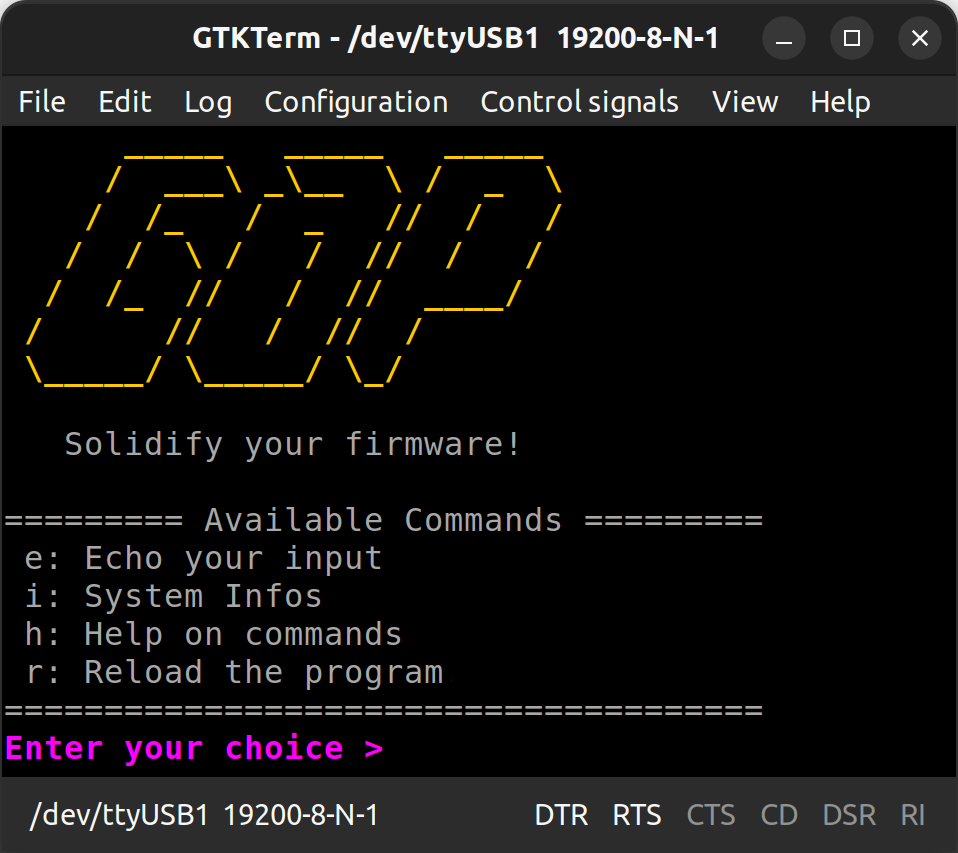 GTKTerm - /dev/ttyUSB1 19200-8-N-1
File Edit Log Configuration Control signals View Help
GDP
Solidify your firmware!
========= Available Commands =========
e: Echo your input
i: System Infos
h: Help on commands
r: Reload the program
======================================
Enter your choice >
/dev/ttyUSB1 19200-8-N-1 DTR RTS CTS CD DSR RI